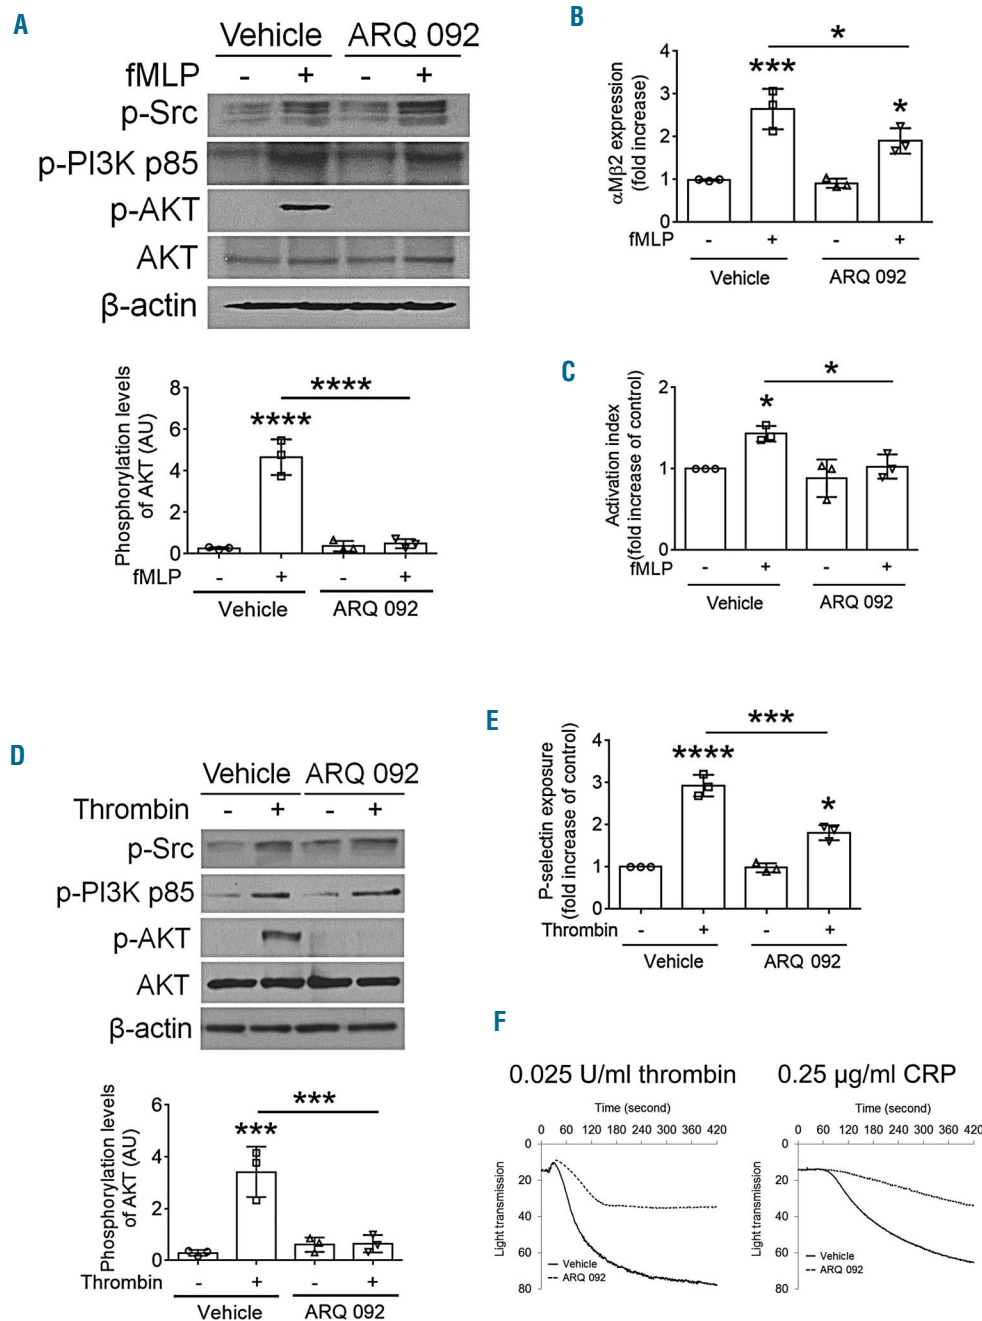 A
Vehicle ARQ 092
fMLP - + - +
p-Src
p-PI3K p85
p-AKT
AKT
β-actin
Phosphorylation levels
of AKT (AU)
8
6
4
2
0
****
****
fMLP - + - +
Vehicle ARQ 092
B
αMβ2 expression
(fold increase)
4
3
2
1
0
*
***
*
fMLP - + - +
Vehicle ARQ 092
C
Activation index
(fold increase of control)
2
1
0
*
*
fMLP - + - +
Vehicle ARQ 092
D
Vehicle ARQ 092
Thrombin - + - +
p-Src
p-PI3K p85
p-AKT
AKT
β-actin
Phosphorylation levels
of AKT (AU)
6
4
2
0
***
***
Thrombin - + - +
Vehicle ARQ 092
E
P-selectin exposure
(fold increase of control)
4
3
2
1
0
***
****
*
Thrombin - + - +
Vehicle ARQ 092
F
0.025 U/ml thrombin
Time (second)
0 60 120 180 240 300 360 420
Light transmission
0
20
40
60
80
Vehicle
ARQ 092
0.25 μg/ml CRP
Time (second)
0 60 120 180 240 300 360 420
Light transmission
0
20
40
60
80
Vehicle
ARQ 092